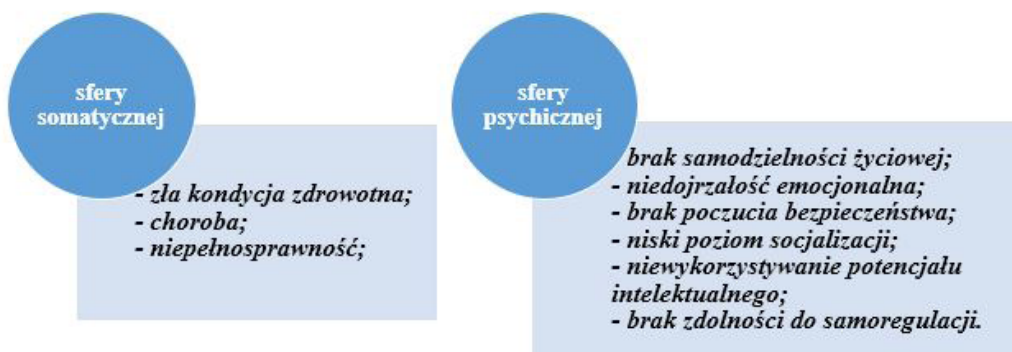 sfery
somatycznej
- zła kondycja zdrowotna;
- choroba;
- niepełnosprawność;
sfery
psychicznej
brak samodzielności życiowej;
- niedojrzałość emocjonalna;
- brak poczucia bezpieczeństwa;
- niski poziom socjalizacji;
- niewykorzystywanie potencjału
intelektualnego;
- brak zdolności do samoregulacji.